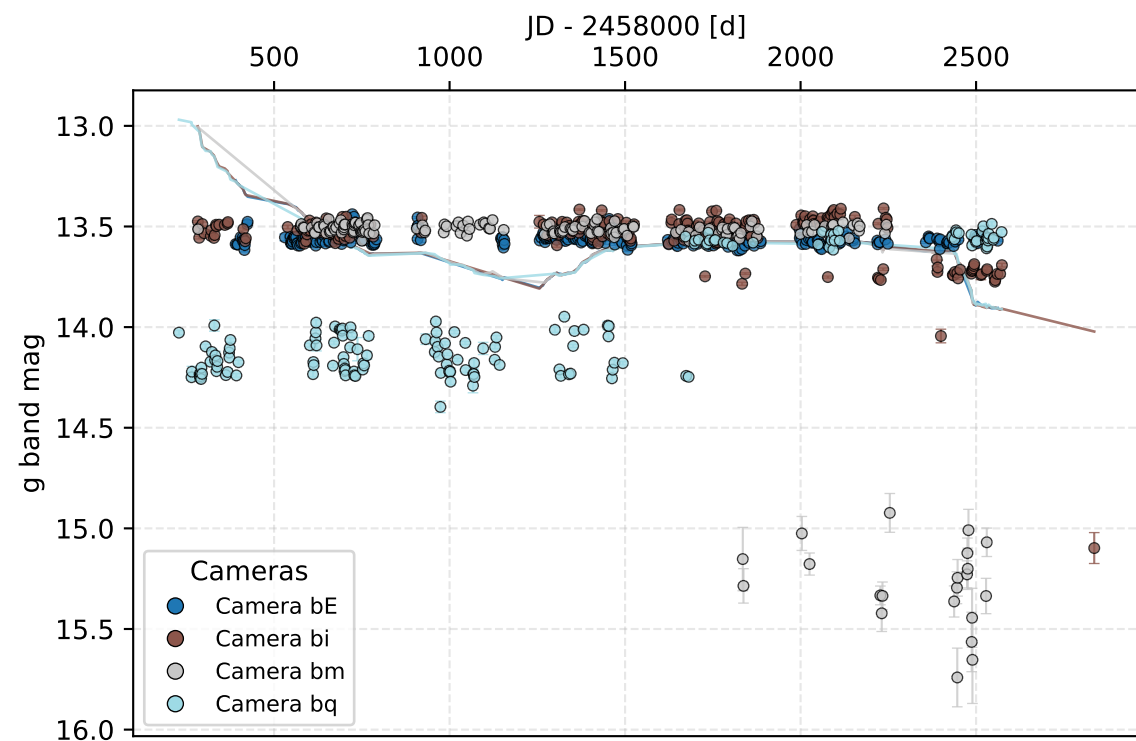 JD - 2458000 [d]
500 1000 1500 2000 2500
13.0
13.5
14.0
14.5
15.0
15.5
16.0
g band mag
Cameras
Camera bE
Camera bi
Camera bm
Camera bq